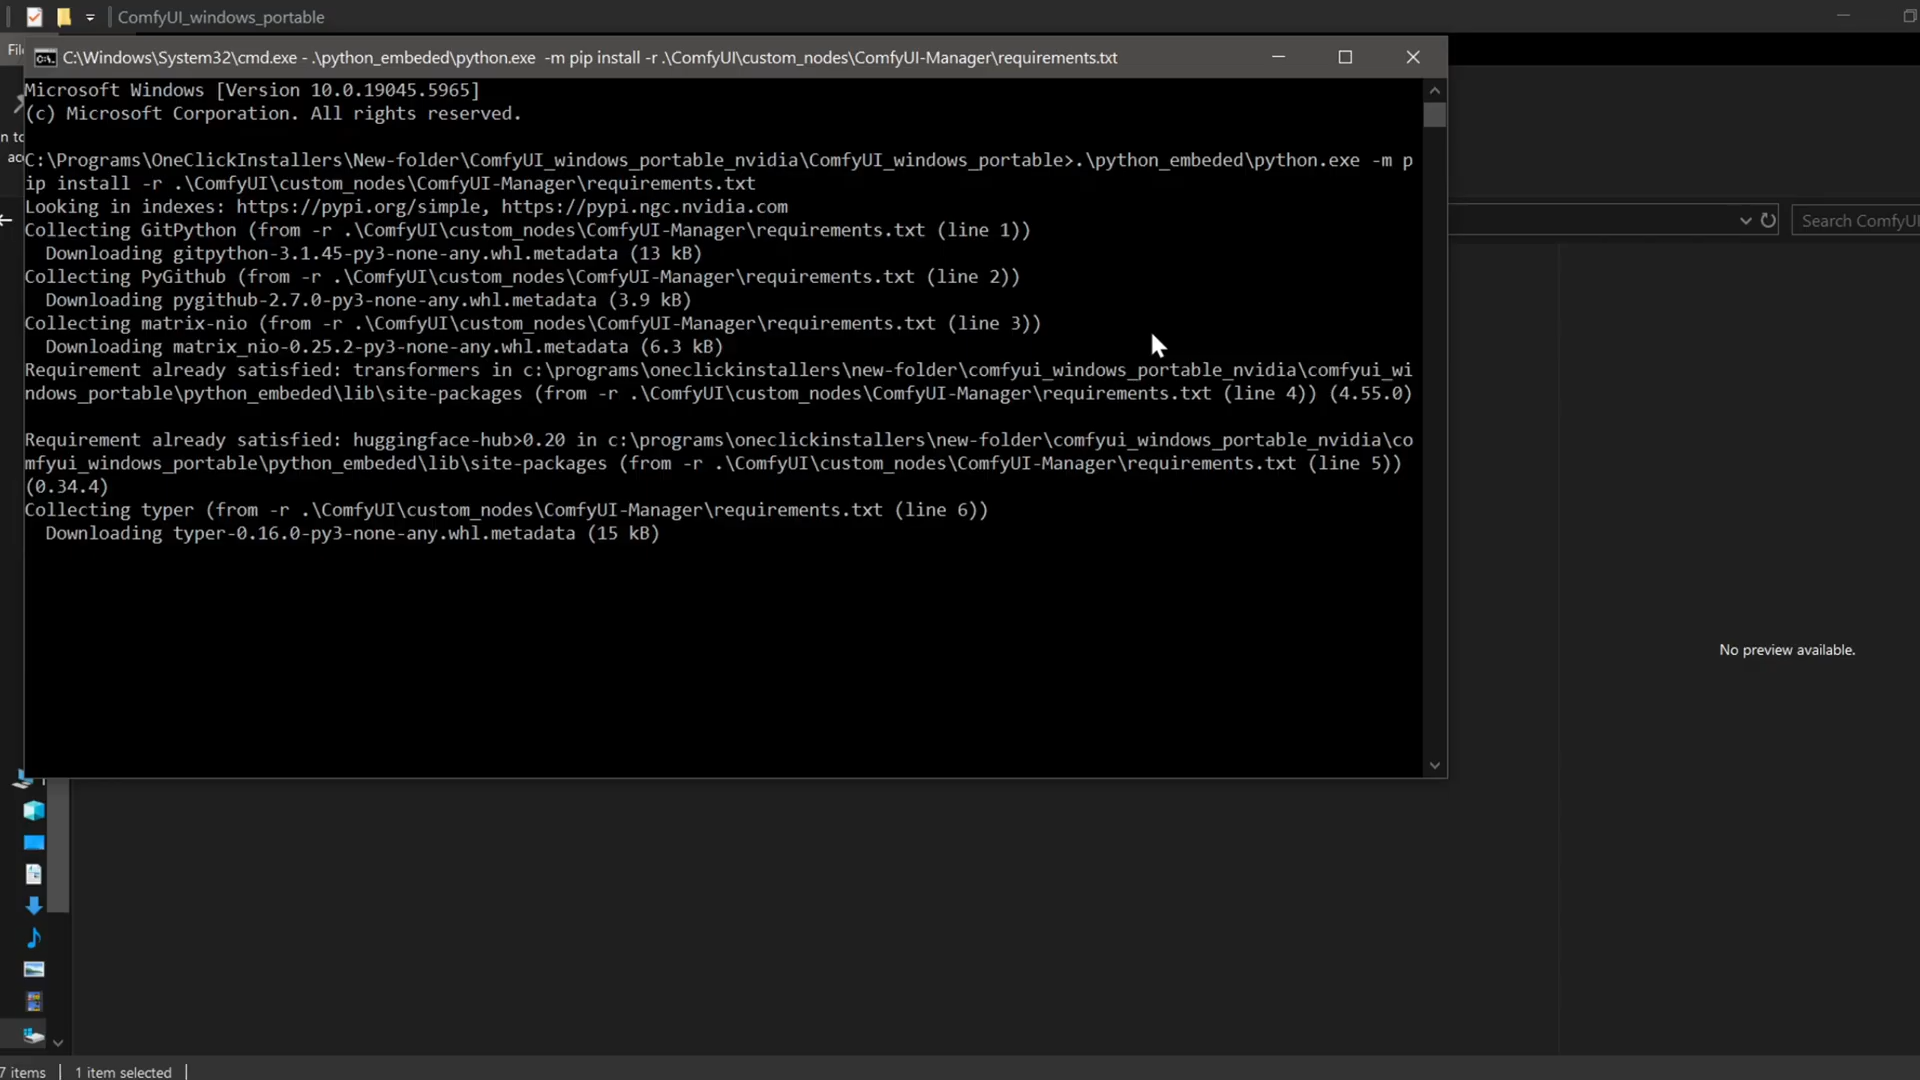 ComfyUI_windows_portable
C:\Windows\System32\cmd.exe - .\python_embeded\python.exe -m pip install -r .\ComfyUI\custom_nodes\ComfyUI-Manager\requirements.txt
Microsoft Windows [Version 10.0.19045.5965]
(c) Microsoft Corporation. All rights reserved.
C:\Programs\OneClickInstallers\New-folder\ComfyUI_windows_portable_nvidia\ComfyUI_windows_portable>.\python_embeded\python.exe -m p
ip install -r .\ComfyUI\custom_nodes\ComfyUI-Manager\requirements.txt
Looking in indexes: https://pypi.org/simple, https://pypi.ngc.nvidia.com
Collecting GitPython (from -r .\ComfyUI\custom_nodes\ComfyUI-Manager\requirements.txt (line 1))
Downloading gitpython-3.1.45-py3-none-any.whl.metadata (13 kB)
Collecting PyGithub (from -r .\ComfyUI\custom_nodes\ComfyUI-Manager\requirements.txt (line 2))
Downloading pygithub-2.7.0-py3-none-any.whl.metadata (3.9 kB)
Collecting matrix-nio (from -r .\ComfyUI\custom_nodes\ComfyUI-Manager\requirements.txt (line 3))
Downloading matrix_nio-0.25.2-py3-none-any.whl.metadata (6.3 kB)
Requirement already satisfied: transformers in c:\programs\oneclickinstallers\new-folder\comfyui_windows_portable_nvidia\comfyui_wi
ndows_portable\python_embeded\lib\site-packages (from -r .\ComfyUI\custom_nodes\ComfyUI-Manager\requirements.txt (line 4)) (4.55.0)
Requirement already satisfied: huggingface-hub>0.20 in c:\programs\oneclickinstallers\new-folder\comfyui_windows_portable_nvidia\co
mfyui_windows_portable\python_embeded\lib\site-packages (from -r .\ComfyUI\custom_nodes\ComfyUI-Manager\requirements.txt (line 5))
(0.34.4)
Collecting typer (from -r .\ComfyUI\custom_nodes\ComfyUI-Manager\requirements.txt (line 6))
Downloading typer-0.16.0-py3-none-any.whl.metadata (15 kB)
Search ComfyUI
No preview available.
7 items
1 item selected